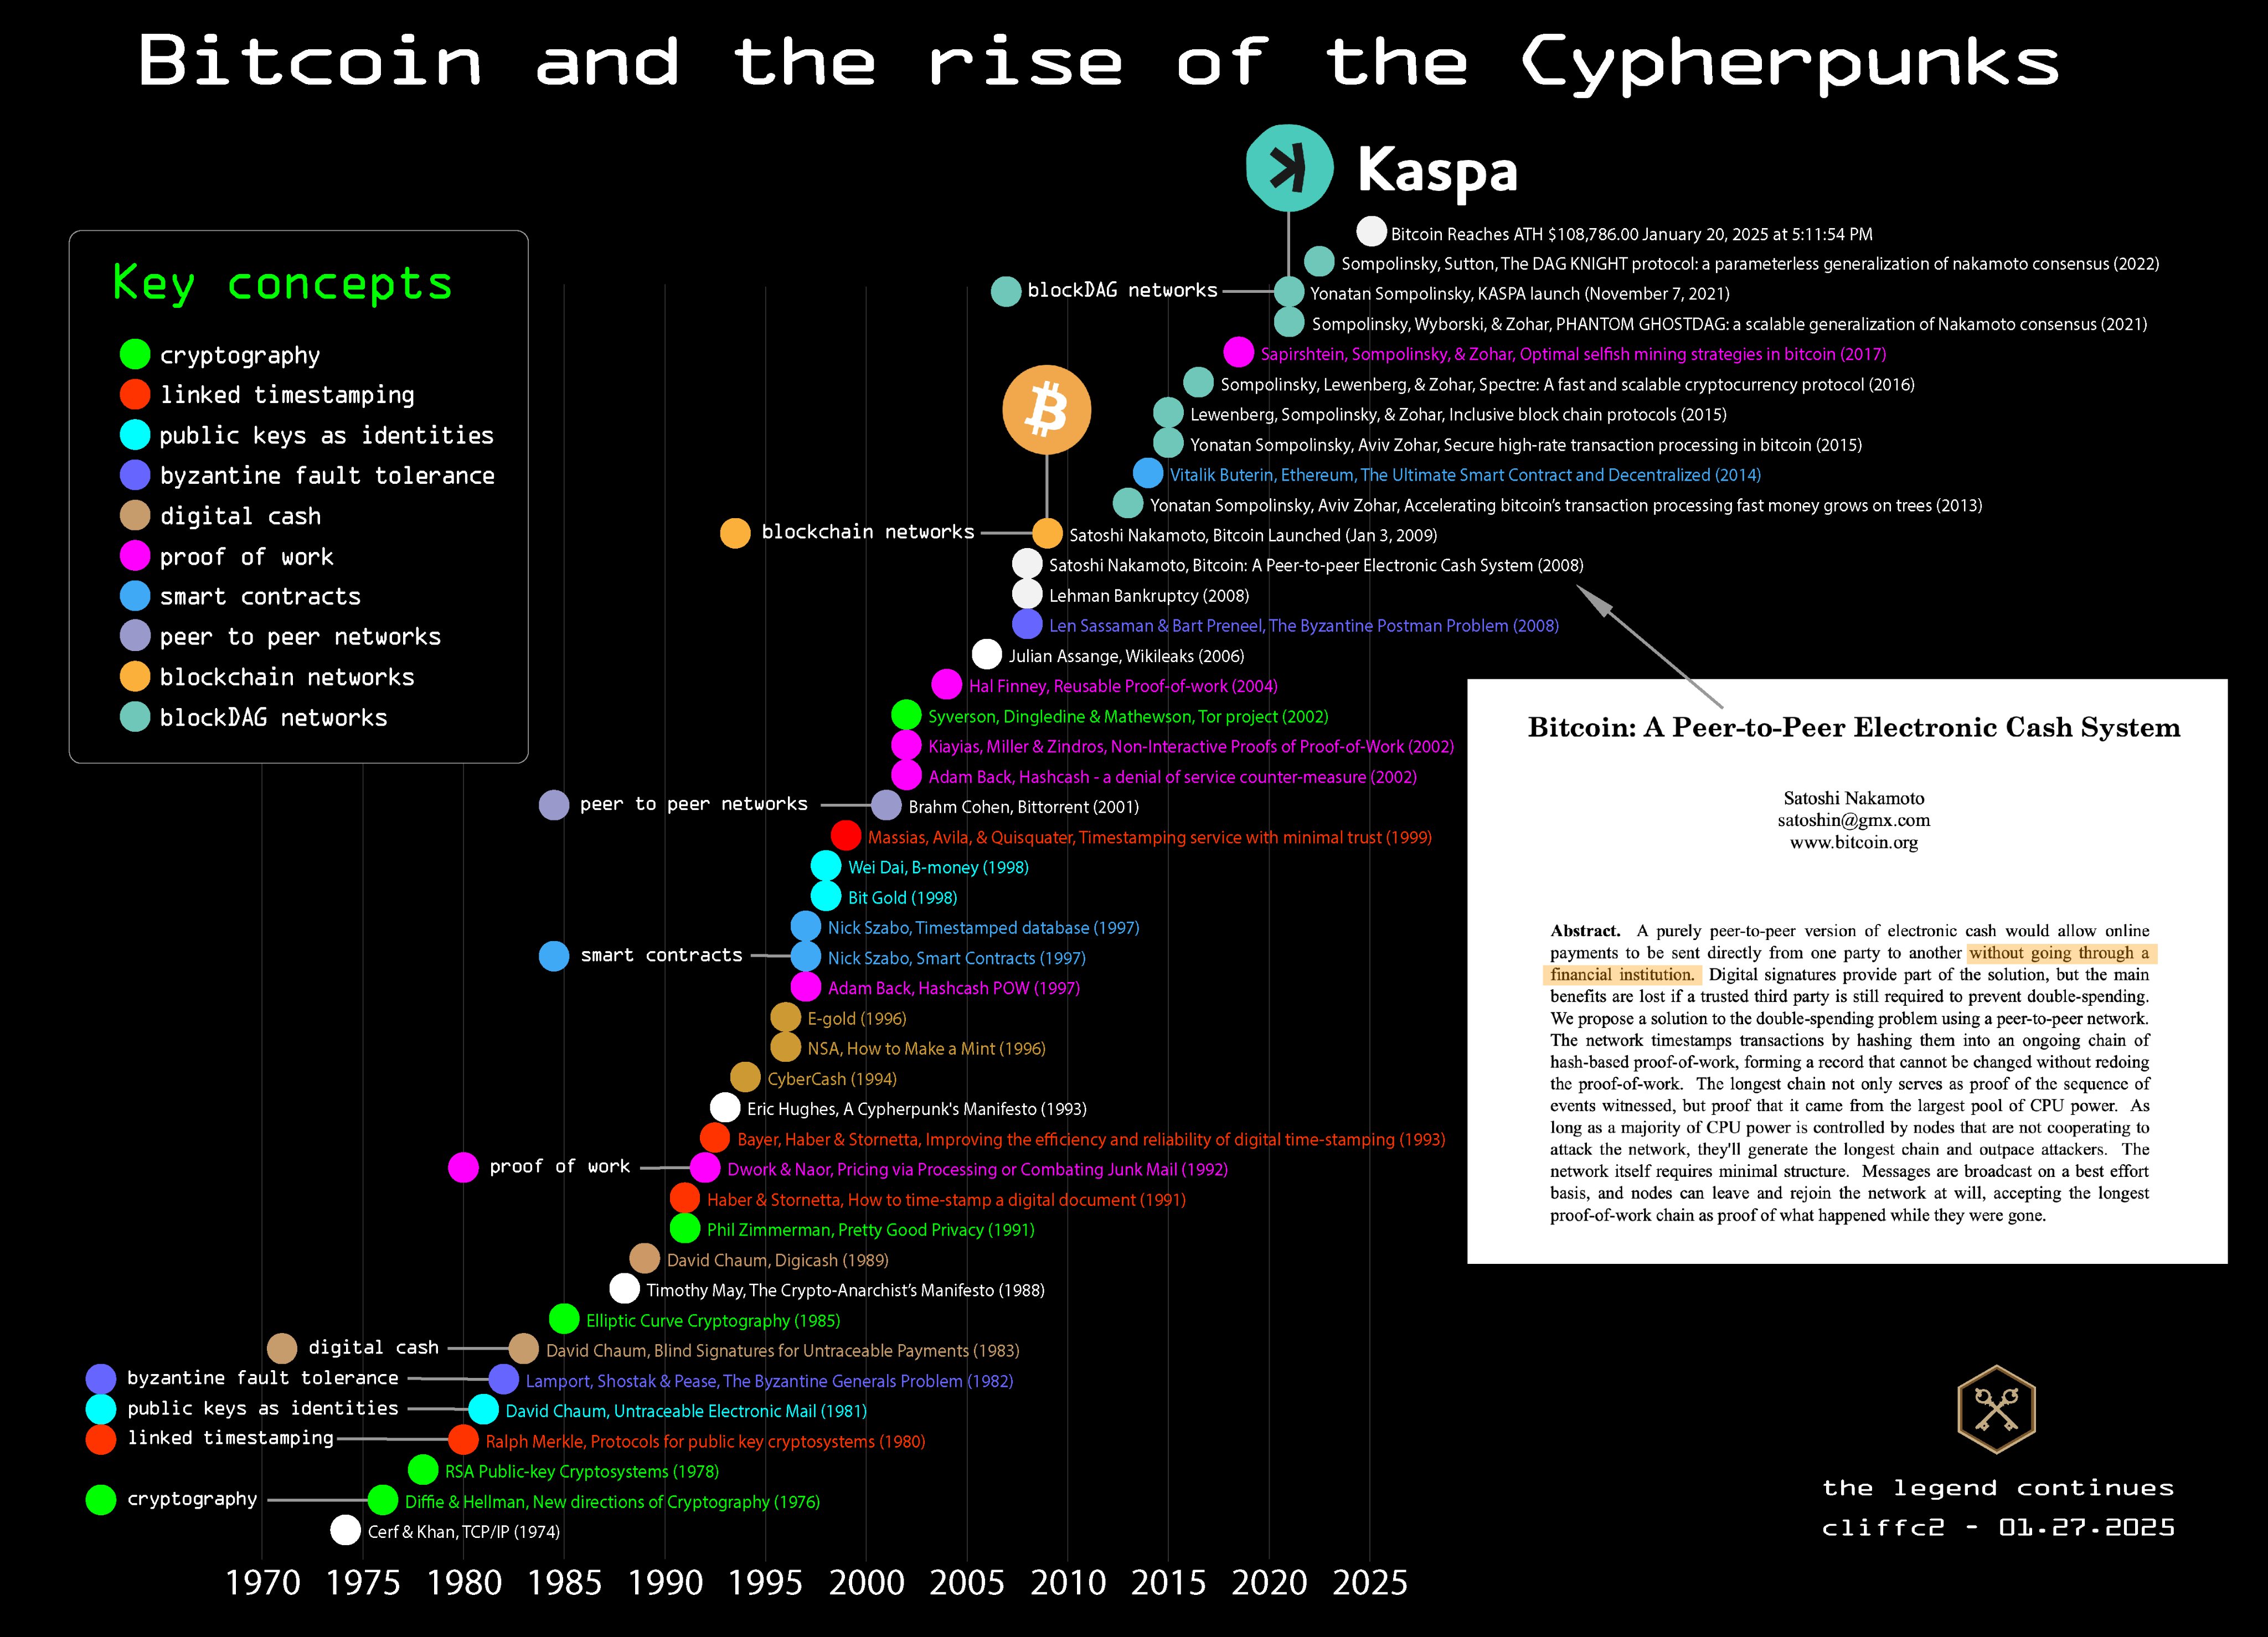 Bitcoin and the rise of the Cypherpunks
Kaspa
Key concepts
cryptography
linked timestamping
public keys as identities
byzantine fault tolerance
digital cash
proof of work
smart contracts
peer to peer networks
blockchain networks
blockDAG networks
Bitcoin Reaches ATH $108,786.00 January 20, 2025 at 5:11:54 PM
Sompolinsky, Sutton, The DAG KNIGHT protocol: a parameterless generalization of nakamoto consensus (2022)
blockDAG networks
Yonatan Sompolinsky, KASPA launch (November 7, 2021)
Sompolinsky, Wyborski, & Zohar, PHANTOM GHOSTDAG: a scalable generalization of Nakamoto consensus (2021)
Sapirshtein, Sompolinsky, & Zohar, Optimal selfish mining strategies in bitcoin (2017)
Sompolinsky, Lewenberg, & Zohar, Spectre: A fast and scalable cryptocurrency protocol (2016)
Lewenberg, Sompolinsky, & Zohar, Inclusive block chain protocols (2015)
Yonatan Sompolinsky, Aviv Zohar, Secure high-rate transaction processing in bitcoin (2015)
Vitalik Buterin, Ethereum, The Ultimate Smart Contract and Decentralized (2014)
Yonatan Sompolinsky, Aviv Zohar, Accelerating bitcoin's transaction processing fast money grows on trees (2013)
blockchain networks
Satoshi Nakamoto, Bitcoin Launched (Jan 3, 2009)
Satoshi Nakamoto, Bitcoin: A Peer-to-peer Electronic Cash System (2008)
Lehman Bankruptcy (2008)
Len Sassaman & Bart Preneel, The Byzantine Postman Problem (2008)
Julian Assange, Wikileaks (2006)
Hal Finney, Reusable Proof-of-work (2004)
Syverson, Dingledine & Mathewson, Tor project (2002)
Kiayias, Miller & Zindros, Non-Interactive Proofs of Proof-of-Work (2002)
Adam Back, Hashcash - a denial of service counter-measure (2002)
peer to peer networks
Brahm Cohen, Bittorrent (2001)
Massias, Avila, & Quisquater, Timestamping service with minimal trust (1999)
Wei Dai, B-money (1998)
Bit Gold (1998)
Nick Szabo, Timestamped database (1997)
smart contracts
Nick Szabo, Smart Contracts (1997)
Adam Back, Hashcash POW (1997)
E-gold (1996)
NSA, How to Make a Mint (1996)
CyberCash (1994)
Eric Hughes, A Cypherpunk's Manifesto (1993)
Bayer, Haber & Stornetta, Improving the efficiency and reliability of digital time-stamping (1993)
proof of work
Dwork & Naor, Pricing via Processing or Combating Junk Mail (1992)
Haber & Stornetta, How to time-stamp a digital document (1991)
Phil Zimmerman, Pretty Good Privacy (1991)
David Chaum, Digicash (1989)
Timothy May, The Crypto-Anarchist's Manifesto (1988)
Elliptic Curve Cryptography (1985)
digital cash
David Chaum, Blind Signatures for Untraceable Payments (1983)
byzantine fault tolerance
Lamport, Shostak & Pease, The Byzantine Generals Problem (1982)
public keys as identities
David Chaum, Untraceable Electronic Mail (1981)
linked timestamping
Ralph Merkle, Protocols for public key cryptosystems (1980)
RSA Public-key Cryptosystems (1978)
cryptography
Diffie & Hellman, New directions of Cryptography (1976)
Cerf & Khan, TCP/IP (1974)
1970 1975 1980 1985 1990 1995 2000 2005 2010 2015 2020 2025
Bitcoin: A Peer-to-Peer Electronic Cash System
Satoshi Nakamoto
satoshin@gmx.com
www.bitcoin.org
Abstract. A purely peer-to-peer version of electronic cash would allow online
payments to be sent directly from one party to another without going through a
financial institution. Digital signatures provide part of the solution, but the main
benefits are lost if a trusted third party is still required to prevent double-spending.
We propose a solution to the double-spending problem using a peer-to-peer network.
The network timestamps transactions by hashing them into an ongoing chain of
hash-based proof-of-work, forming a record that cannot be changed without redoing
the proof-of-work. The longest chain not only serves as proof of the sequence of
events witnessed, but proof that it came from the largest pool of CPU power. As
long as a majority of CPU power is controlled by nodes that are not cooperating to
attack the network, they'll generate the longest chain and outpace attackers. The
network itself requires minimal structure. Messages are broadcast on a best effort
basis, and nodes can leave and rejoin the network at will, accepting the longest
proof-of-work chain as proof of what happened while they were gone.
the legend continues
cliffc2 - 01.27.2025